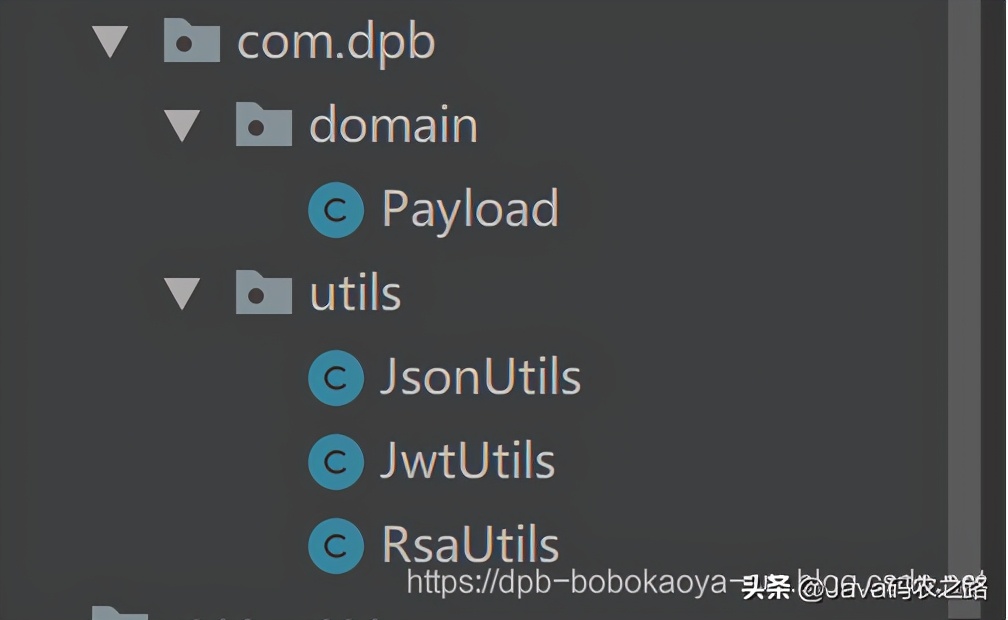 com.dpb
domain
Payload
utils
JsonUtils
JwtUtils
RsaUtils
https://dpb-bobokaoya-
头条 @Java码农之路